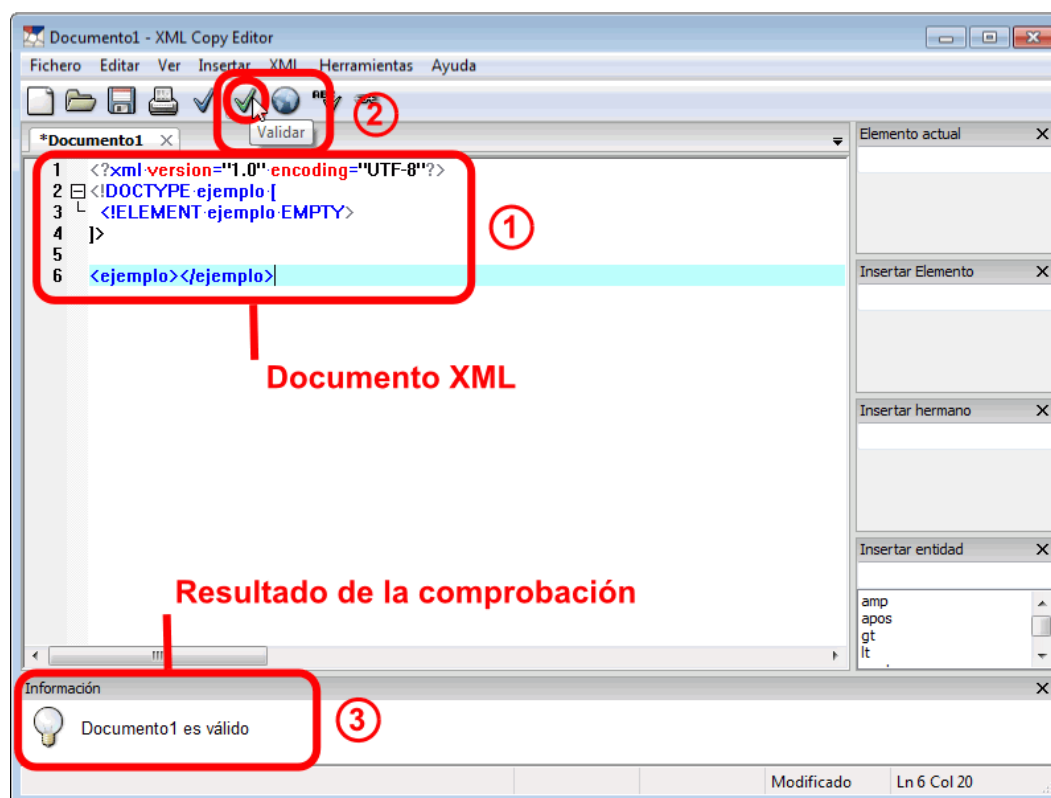 Documento1 - XML Copy Editor
Fichero Editar Ver Insertar XML Herramientas Ayuda
2
Validar
*Documento1
Elemento actual
1 <?xml version="1.0" encoding="UTF-8"?>
2 <!DOCTYPE ejemplo [
3 <!ELEMENT ejemplo EMPTY>
4 ]>
5
6 <ejemplo></ejemplo>
1
Insertar Elemento
Documento XML
Insertar hermano
Insertar entidad
Resultado de la comprobación
amp
apos
gt
lt
Información
Documento1 es válido
3
Modificado Ln 6 Col 20